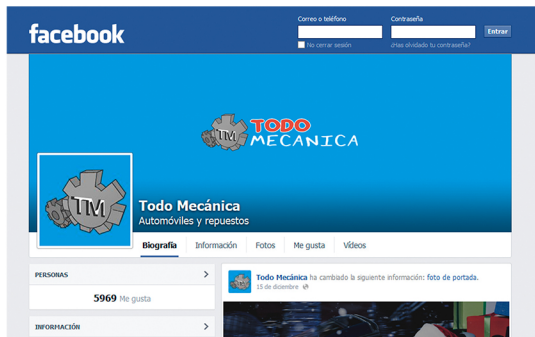 facebook
Correo o teléfono
Contraseña
Entrar
No cerrar sesión
¿Has olvidado tu contraseña?
TM
TODO
MECANICA
TM
Todo Mecánica
Automóviles y repuestos
Biografía
Información
Fotos
Me gusta
Vídeos
PERSONAS
5969 Me gusta
INFORMACIÓN
Todo Mecánica ha cambiado la siguiente información: foto de portada.
15 de diciembre